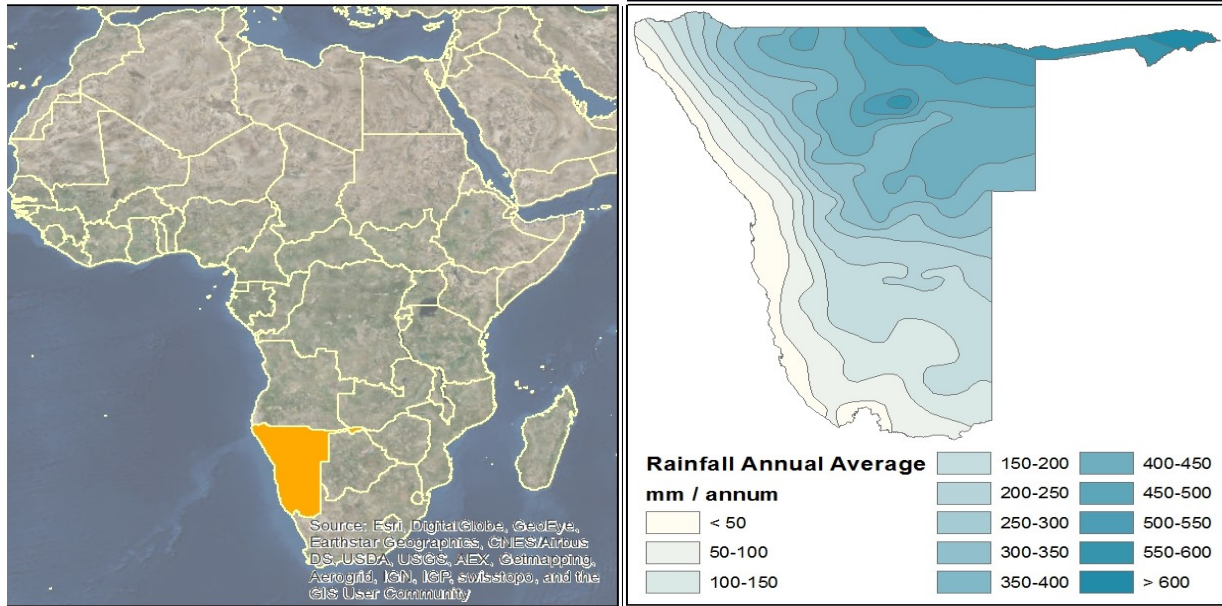 Source: Esri, DigitalGlobe, GeoEye,
Earthstar Geographics, CNES/Airbus
DS, USDA, USGS, AEX, Getmapping,
Aerogrid, IGN, IGP, swisstopo, and the
GIS User Community
Rainfall Annual Average
mm / annum
< 50
50-100
100-150
150-200
200-250
250-300
300-350
350-400
400-450
450-500
500-550
550-600
> 600